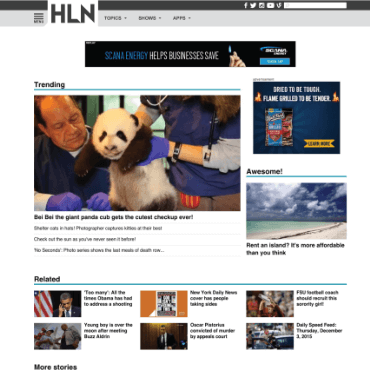 MENU
HLN
TOPICS
SHOWS
APPS
SCANA ENERGY HELPS BUSINESSES SAVE
SCANA ENERGY
SIGN UP
Trending
ADVERTISEMENT
DRIED TO BE TOUGH.
FLAME GRILLED TO BE TENDER.
LEARN MORE
Bei Bei the giant panda cub gets the cutest checkup ever!
Shelter cats in hats! Photographer captures kitties at their best
Check out the sun as you've never seen it before!
'No Seconds': Photo series shows the last meals of death row...
Awesome!
Rent an island? It's more affordable
than you think
Related
'Too many': All the
times Obama has had
to address a shooting
New York Daily News
cover has people
taking sides
FSU football coach
should recruit this
sorority girl!
Young boy is over the
moon after meeting
Buzz Aldrin
Oscar Pistorius
convicted of murder
by appeals court
Daily Speed Feed:
Thursday, December
3, 2015
More stories